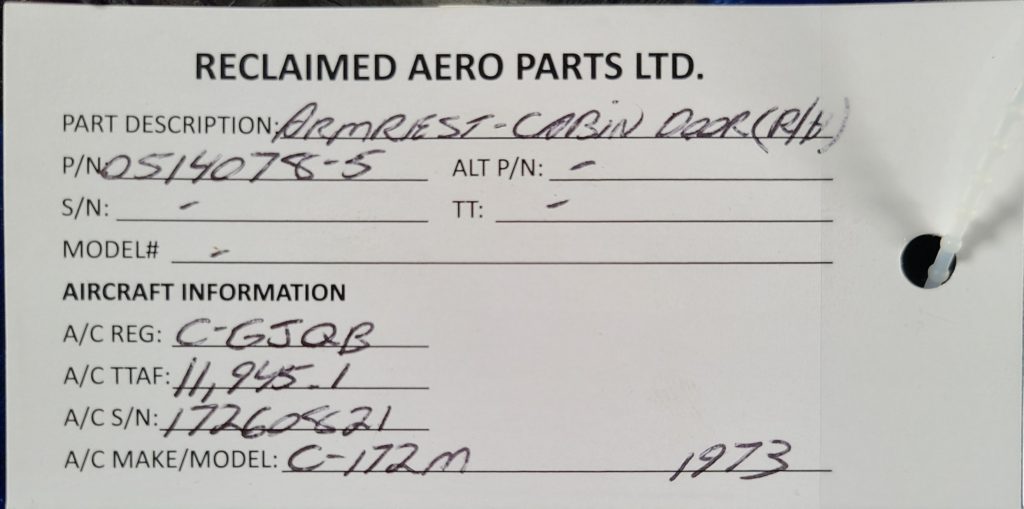 RECLAIMED AERO PARTS LTD.
PART DESCRIPTION: ARMREST-CABIN DOOR (R/h)
P/N 0514078-5 ALT P/N: -
S/N: - TT: -
MODEL# -
AIRCRAFT INFORMATION
A/C REG: C-GJQB
A/C TTAF: 11,945.1
A/C S/N: 17260821
A/C MAKE/MODEL: C-172M 1973